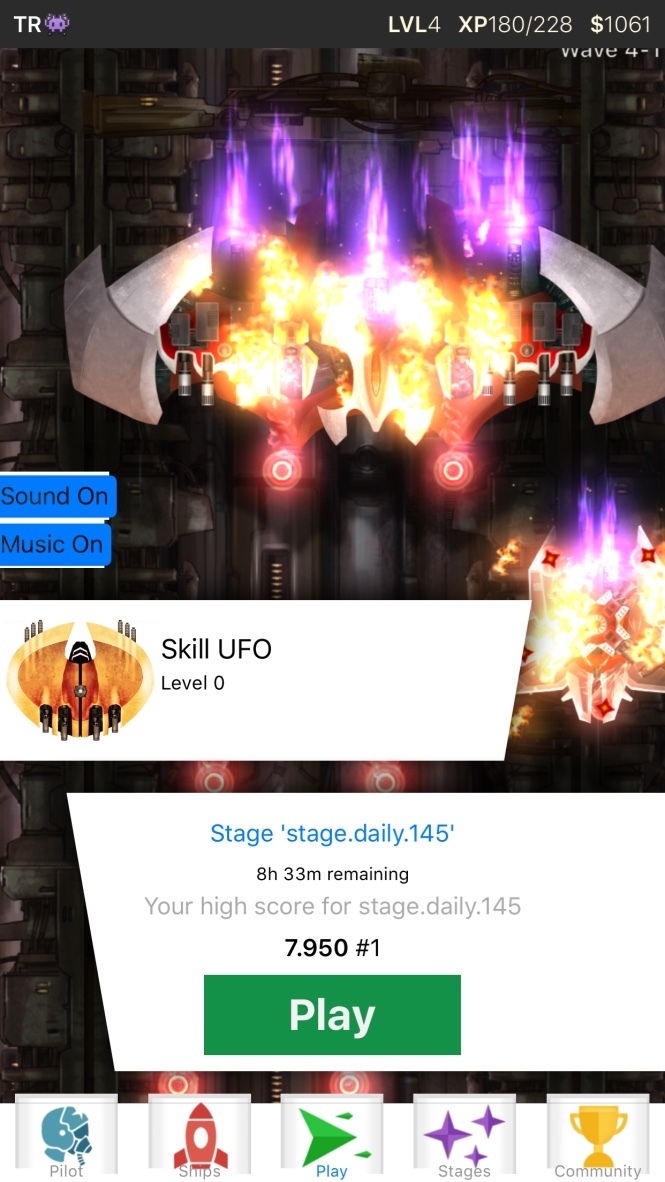 TR👾 LVL4 XP180/228 $1061
Wave 4-1
Sound On
Music On
Skill UFO
Level 0
Stage 'stage.daily.145'
8h 33m remaining
Your high score for stage.daily.145
7.950 #1
Play
Pilot Ships Play Stages Community